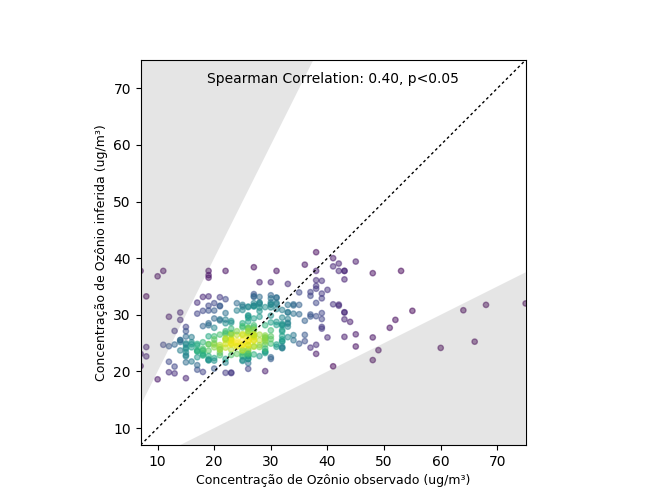 Spearman Correlation: 0.40, p<0.05
70
60
50
40
30
20
10
Concentração de Ozônio inferida (ug/m³)
10 20 30 40 50 60 70
Concentração de Ozônio observado (ug/m³)